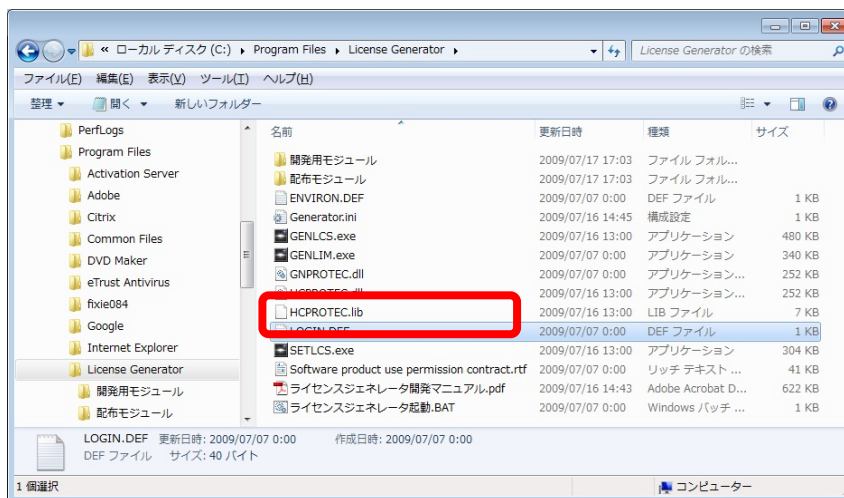 « ローカル ディスク (C:) ▸ Program Files ▸ License Generator ▸ License Generator の検索
ファイル(F) 編集(E) 表示(V) ツール(T) ヘルプ(H)
整理 ▼ 開く ▼ 新しいフォルダー
PerfLogs
Program Files
Activation Server
Adobe
Citrix
Common Files
DVD Maker
eTrust Antivirus
fixie084
Google
Internet Explorer
License Generator
開発用モジュール
配布モジュール
名前 更新日時 種類 サイズ
開発用モジュール 2009/07/17 17:03 ファイル フォル...
配布モジュール 2009/07/17 17:03 ファイル フォル...
ENVIRON.DEF 2009/07/07 0:00 DEF ファイル 1 KB
Generator.ini 2009/07/16 14:45 構成設定 1 KB
GENLCS.exe 2009/07/16 13:00 アプリケーション 480 KB
GENLIM.exe 2009/07/07 0:00 アプリケーション 340 KB
GNPROTEC.dll 2009/07/07 0:00 アプリケーション... 252 KB
HCPROTEC.dll 2009/07/16 13:00 アプリケーション... 252 KB
HCPROTEC.lib 2009/07/16 13:00 LIB ファイル 7 KB
LOGIN.DEF 2009/07/07 0:00 DEF ファイル 1 KB
SETLCS.exe 2009/07/16 13:00 アプリケーション 304 KB
Software product use permission contract.rtf 2009/07/07 0:00 リッチ テキスト ... 41 KB
ライセンスジェネレータ開発マニュアル.pdf 2009/07/16 14:43 Adobe Acrobat D... 622 KB
ライセンスジェネレータ起動.BAT 2009/07/07 0:00 Windows バッチ ... 1 KB
LOGIN.DEF 更新日時: 2009/07/07 0:00 作成日時: 2009/07/07 0:00
DEF ファイル サイズ: 40 バイト
1 個選択 コンピューター